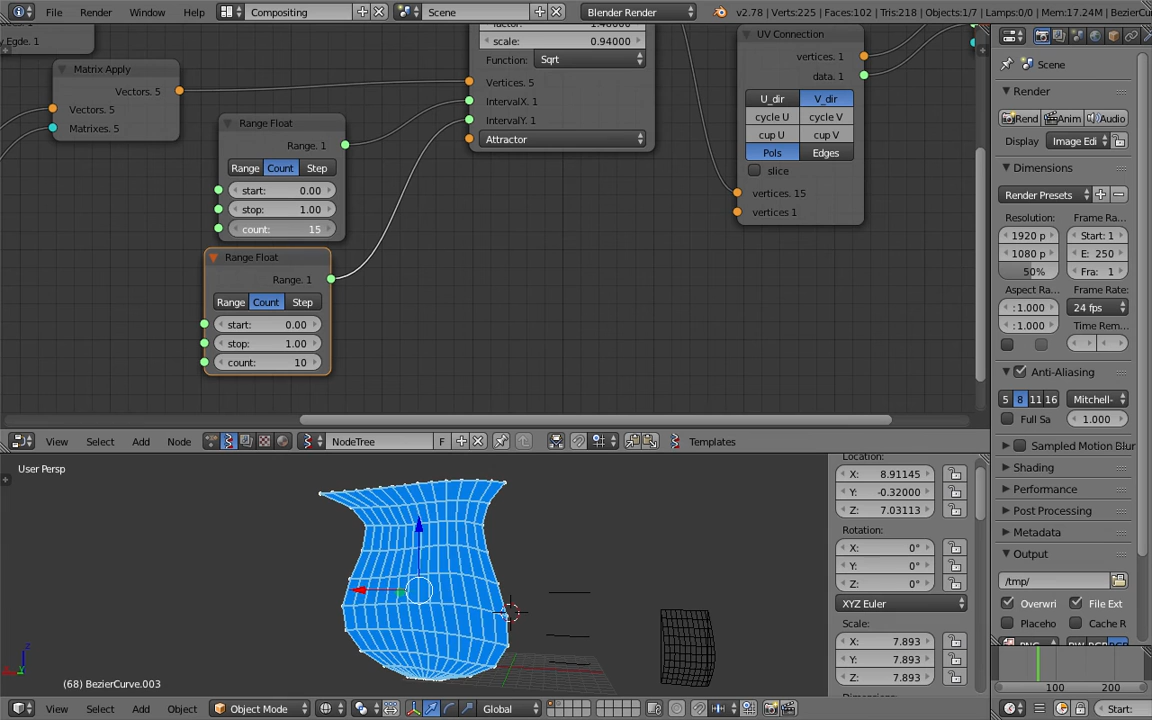 File
Render
Window
Help
Compositing
Scene
Blender Render
v2.78 | Verts:225 | Faces:102 | Tris:218 | Objects:1/7 | Lamps:0/0 | Mem:17.24M | BezierCur
y Egde. 1
Matrix Apply
Vectors. 5
Vectors. 5
Matrixes. 5
Range Float
Range. 1
Range Count Step
start: 0.00
stop: 1.00
count: 15
Range Float
Range. 1
Range Count Step
start: 0.00
stop: 1.00
count: 10
scale: 0.94000
Function: Sqrt
Vertices. 5
IntervalX. 1
IntervalY. 1
Attractor
UV Connection
vertices. 1
data. 1
U_dir V_dir
cycle U cycle V
cup U cup V
Pols Edges
slice
vertices. 15
vertices 1
View Select Add Node
NodeTree
F
Templates
User Persp
(68) BezierCurve.003
View Select Add Object
Object Mode
Global
Location:
X: 8.91145
Y: -0.32000
Z: 7.03113
Rotation:
X: 0°
Y: 0°
Z: 0°
XYZ Euler
Scale:
X: 7.893
Y: 7.893
Z: 7.893
Scene
Render
Rend Anim Audio
Display Image Edi
Dimensions
Render Presets
Resolution: Frame Ra...
1920 p Start: 1
1080 p E: 250
50% Fra: 1
Aspect Ra... Frame Rate:
1.000 24 fps
1.000 Time Rem...
Anti-Aliasing
5 8 11 16 Mitchell-
Full Sa 1.000
Sampled Motion Blur
Shading
Performance
Post Processing
Metadata
Output
/tmp/
Overwri File Ext
Placeho Cache R
100 200
Start: